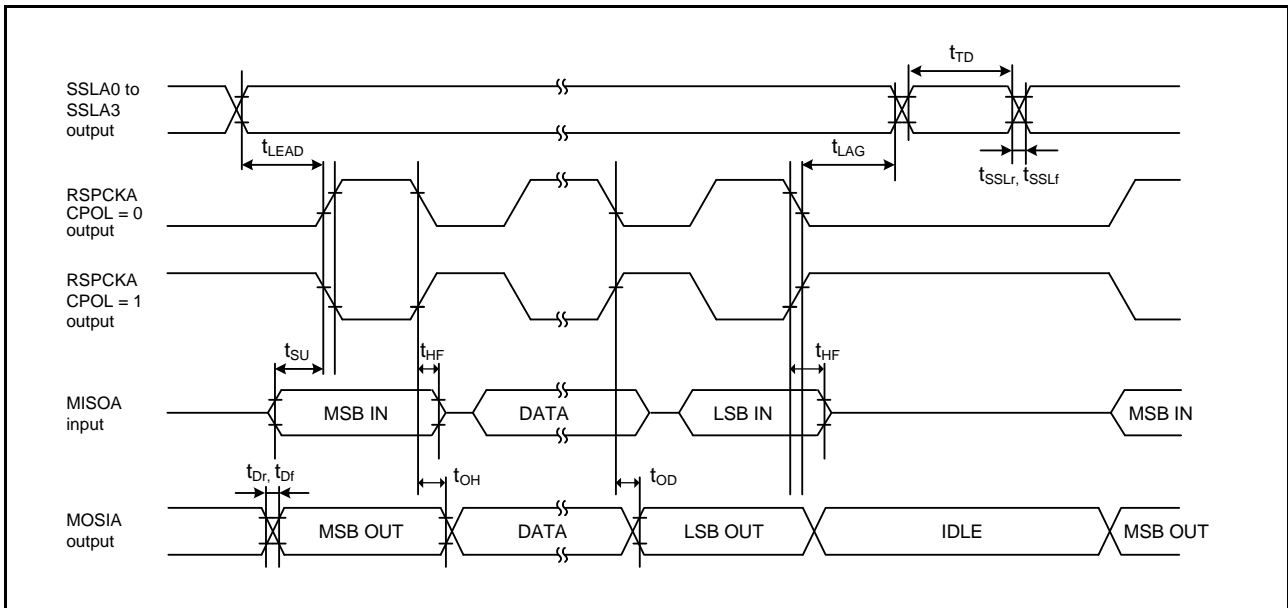 SSLA0 to
SSLA3
output
tTD
tLEAD
tLAG
tSSLr, tSSLf
RSPCKA
CPOL = 0
output
RSPCKA
CPOL = 1
output
tSU
tHF
tHF
MISOA
input
MSB IN
DATA
LSB IN
MSB IN
tDr, tDf
tOH
tOD
MOSIA
output
MSB OUT
DATA
LSB OUT
IDLE
MSB OUT